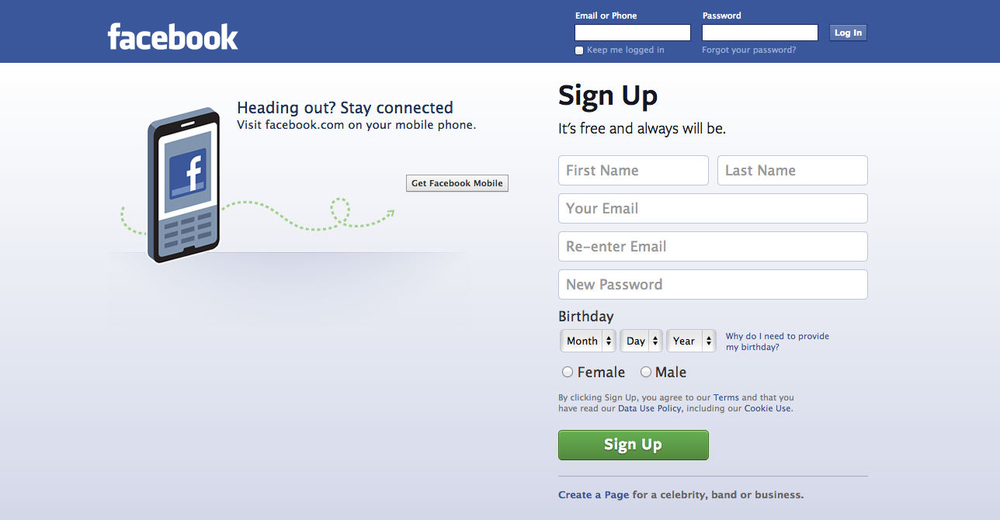 facebook
Email or Phone
Password
Log In
Keep me logged in
Forgot your password?
Heading out? Stay connected
Visit facebook.com on your mobile phone.
f
Get Facebook Mobile
Sign Up
It's free and always will be.
First Name
Last Name
Your Email
Re-enter Email
New Password
Birthday
Month
Day
Year
Why do I need to provide
my birthday?
Female
Male
By clicking Sign Up, you agree to our Terms and that you
have read our Data Use Policy, including our Cookie Use.
Sign Up
Create a Page for a celebrity, band or business.